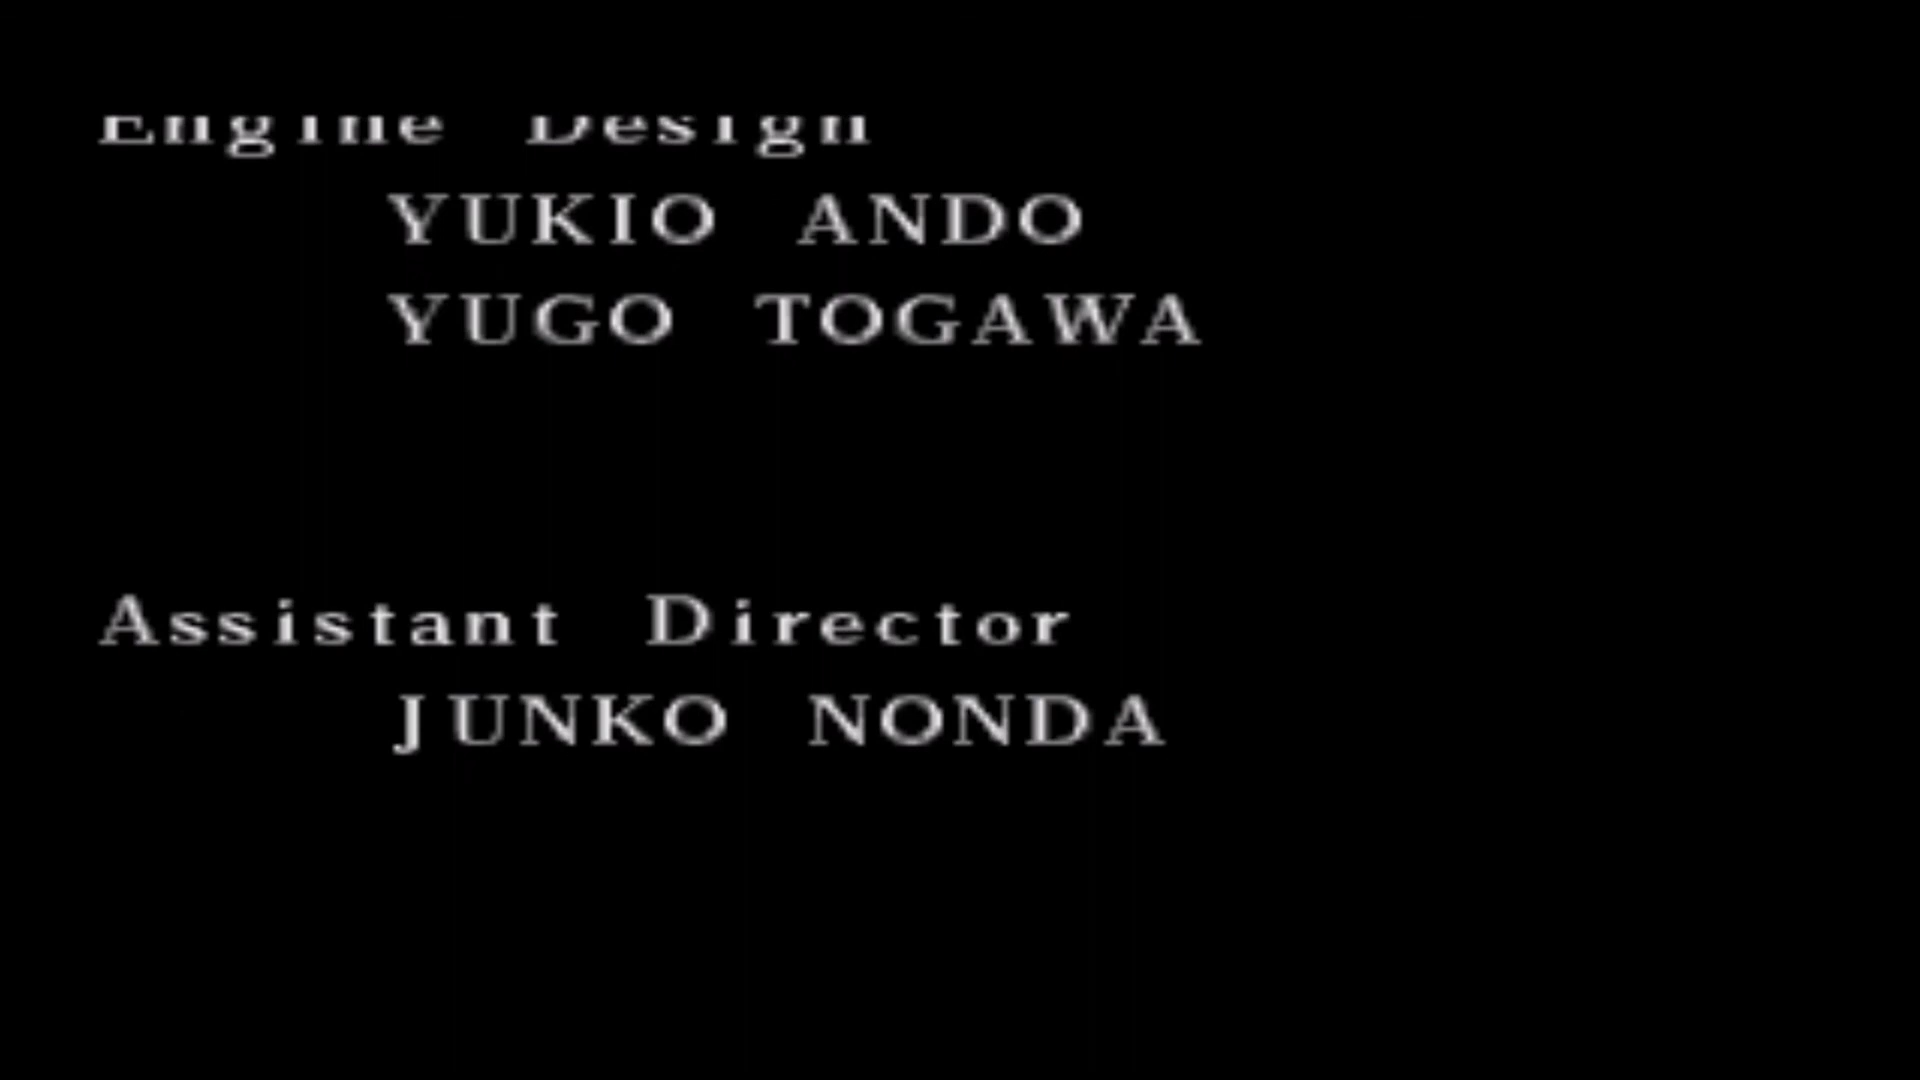 Engine Design
YUKIO ANDO
YUGO TOGAWA
Assistant Director
JUNKO NONDA